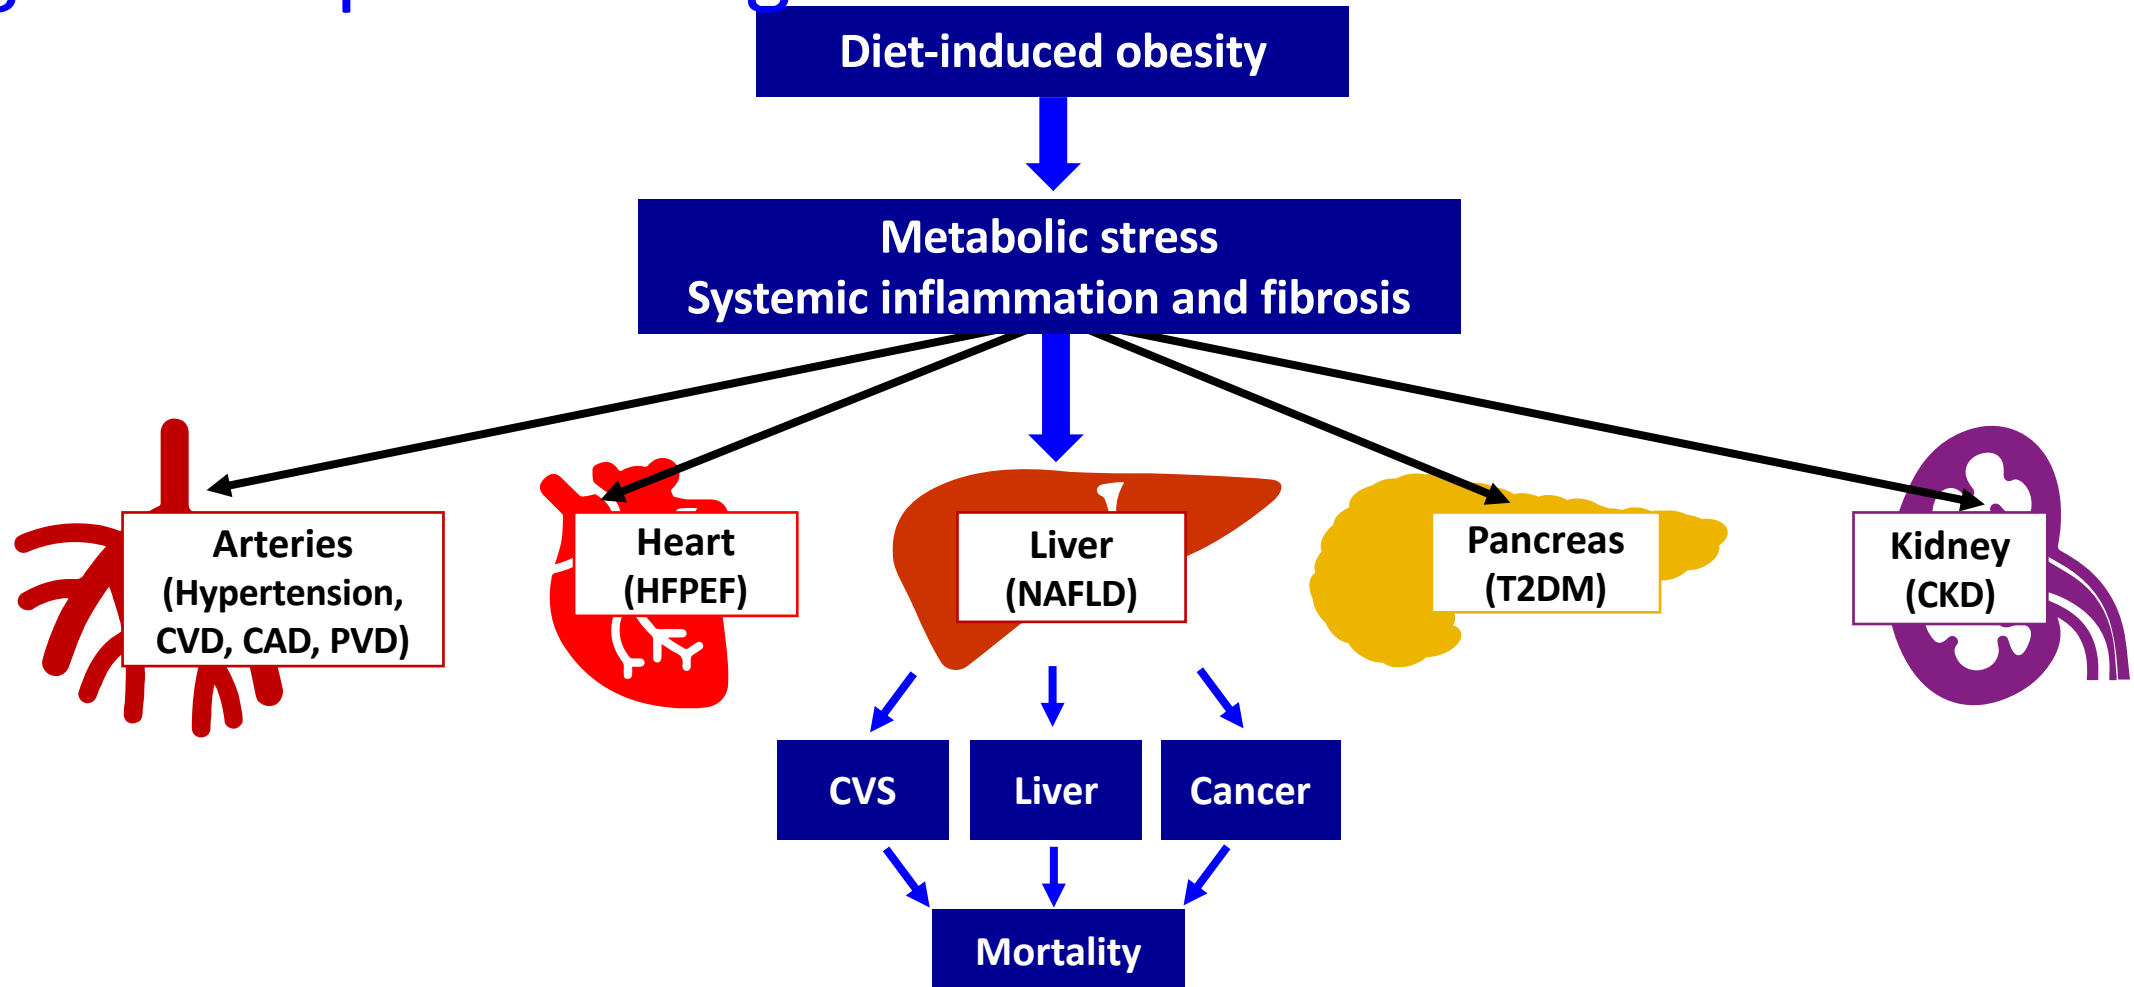 Diet-induced obesity
Metabolic stress
Systemic inflammation and fibrosis
Arteries
(Hypertension,
CVD, CAD, PVD)
Heart
(HFPEF)
Liver
(NAFLD)
Pancreas
(T2DM)
Kidney
(CKD)
CVS
Liver
Cancer
Mortality